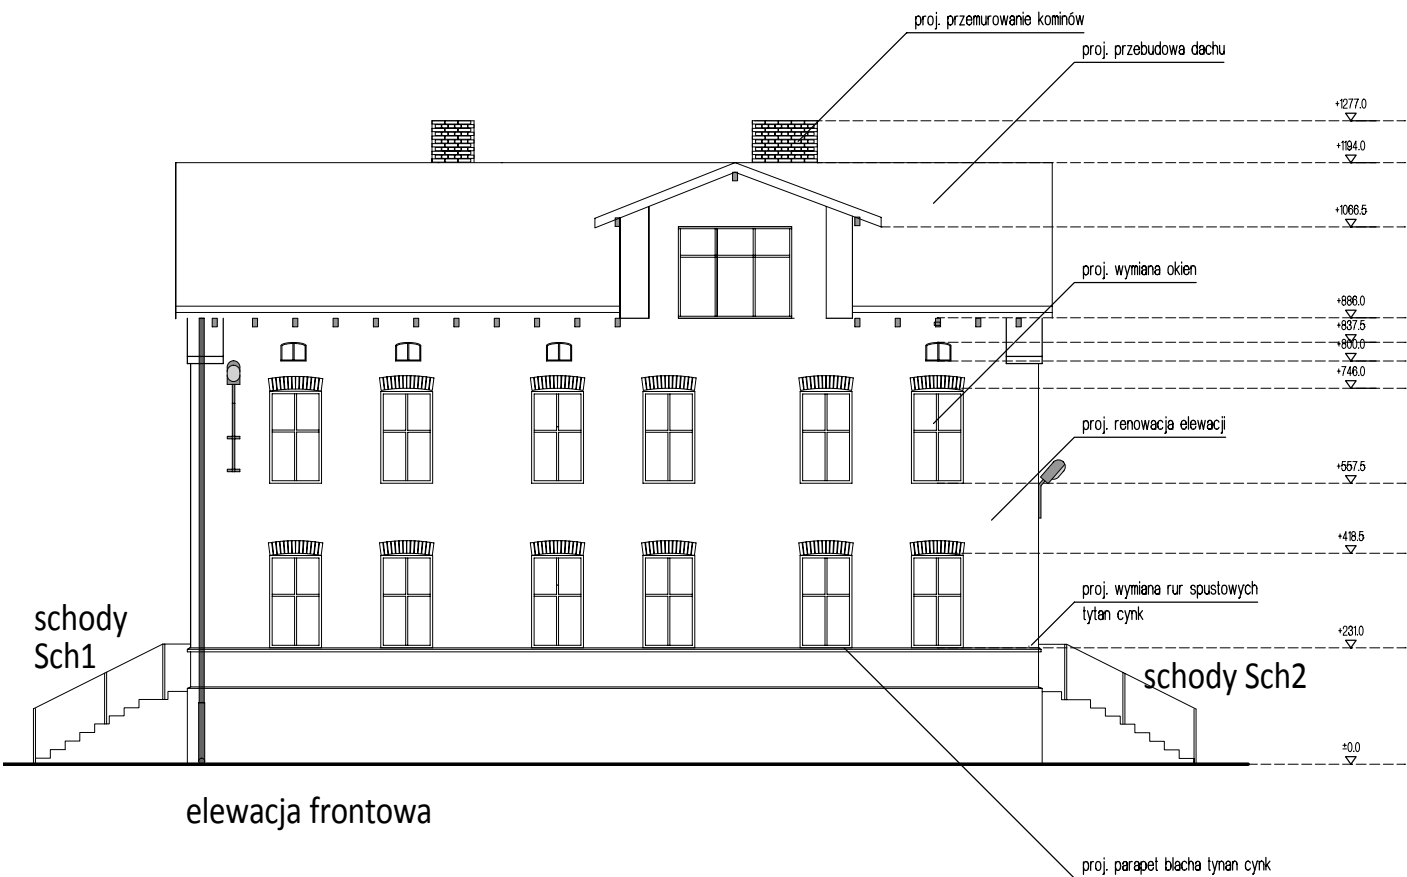 proj. przemurowanie kominów
proj. przebudowa dachu
+1277.0
+1194.0
+1066.5
proj. wymiana okien
+886.0
+837.5
+800.0
+746.0
proj. renowacja elewacji
+557.5
+418.5
proj. wymiana rur spustowych
tytan cynk
schody
Sch1
+231.0
schody Sch2
±0.0
elewacja frontowa
proj. parapet blacha tynan cynk